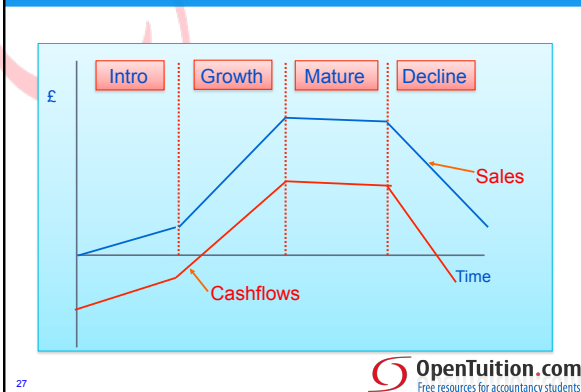 Intro
Growth
Mature
Decline
£
Sales
Time
Cashflows
27
OpenTuition.com
Free resources for accountancy students